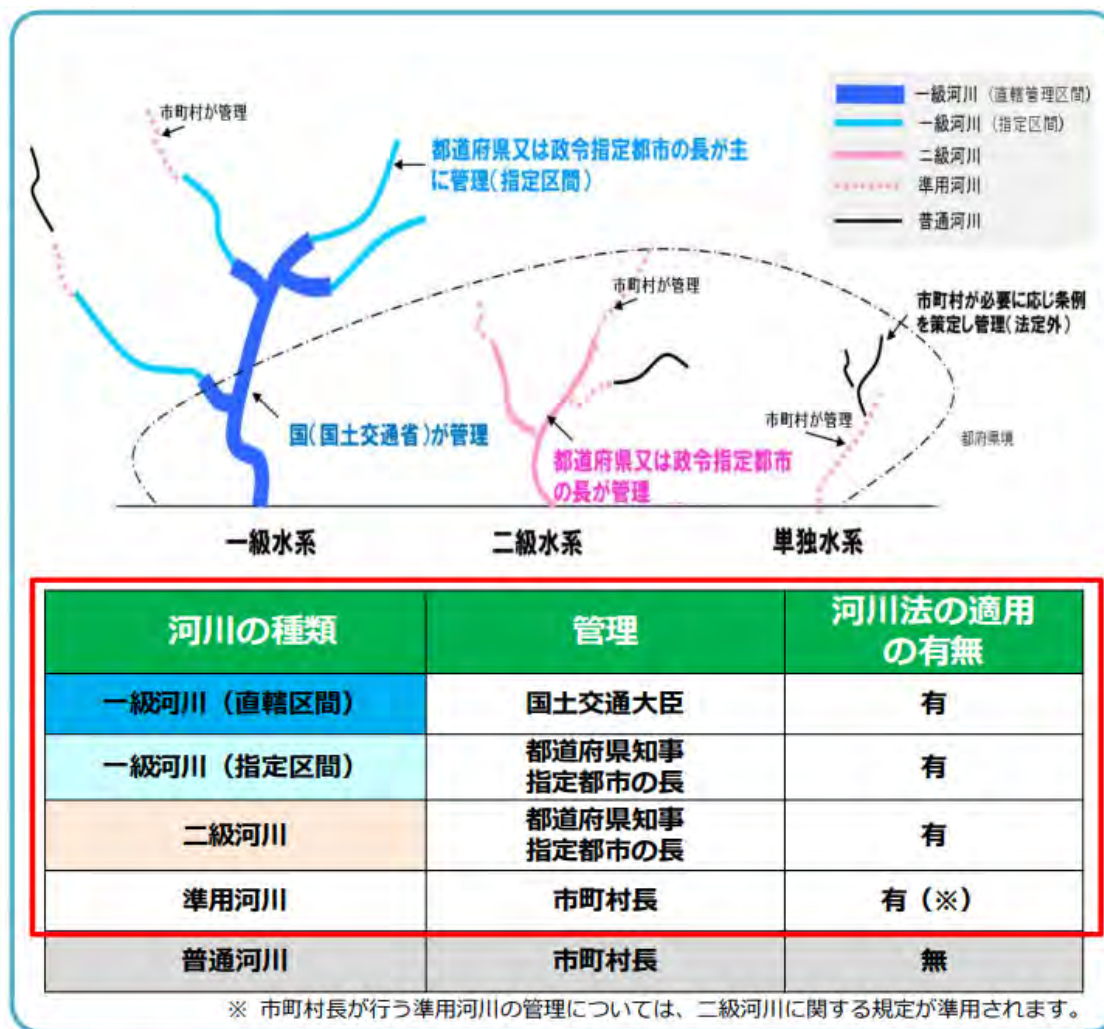 市町村が管理
都道府県又は政令指定都市の長が主
に管理(指定区間)
一級河川（直轄管理区間）
一級河川（指定区間）
二級河川
準用河川
普通河川
市町村が管理
市町村が必要に応じ条例
を策定し管理(法定外)
国(国土交通省)が管理
市町村が管理
都府県境
都道府県又は政令指定都市
の長が管理
一級水系
二級水系
単独水系
河川の種類
管理
河川法の適用
の有無
一級河川（直轄区間）
国土交通大臣
有
一級河川（指定区間）
都道府県知事
指定都市の長
有
二級河川
都道府県知事
指定都市の長
有
準用河川
市町村長
有（※）
普通河川
市町村長
無
※ 市町村長が行う準用河川の管理については、二級河川に関する規定が準用されます。